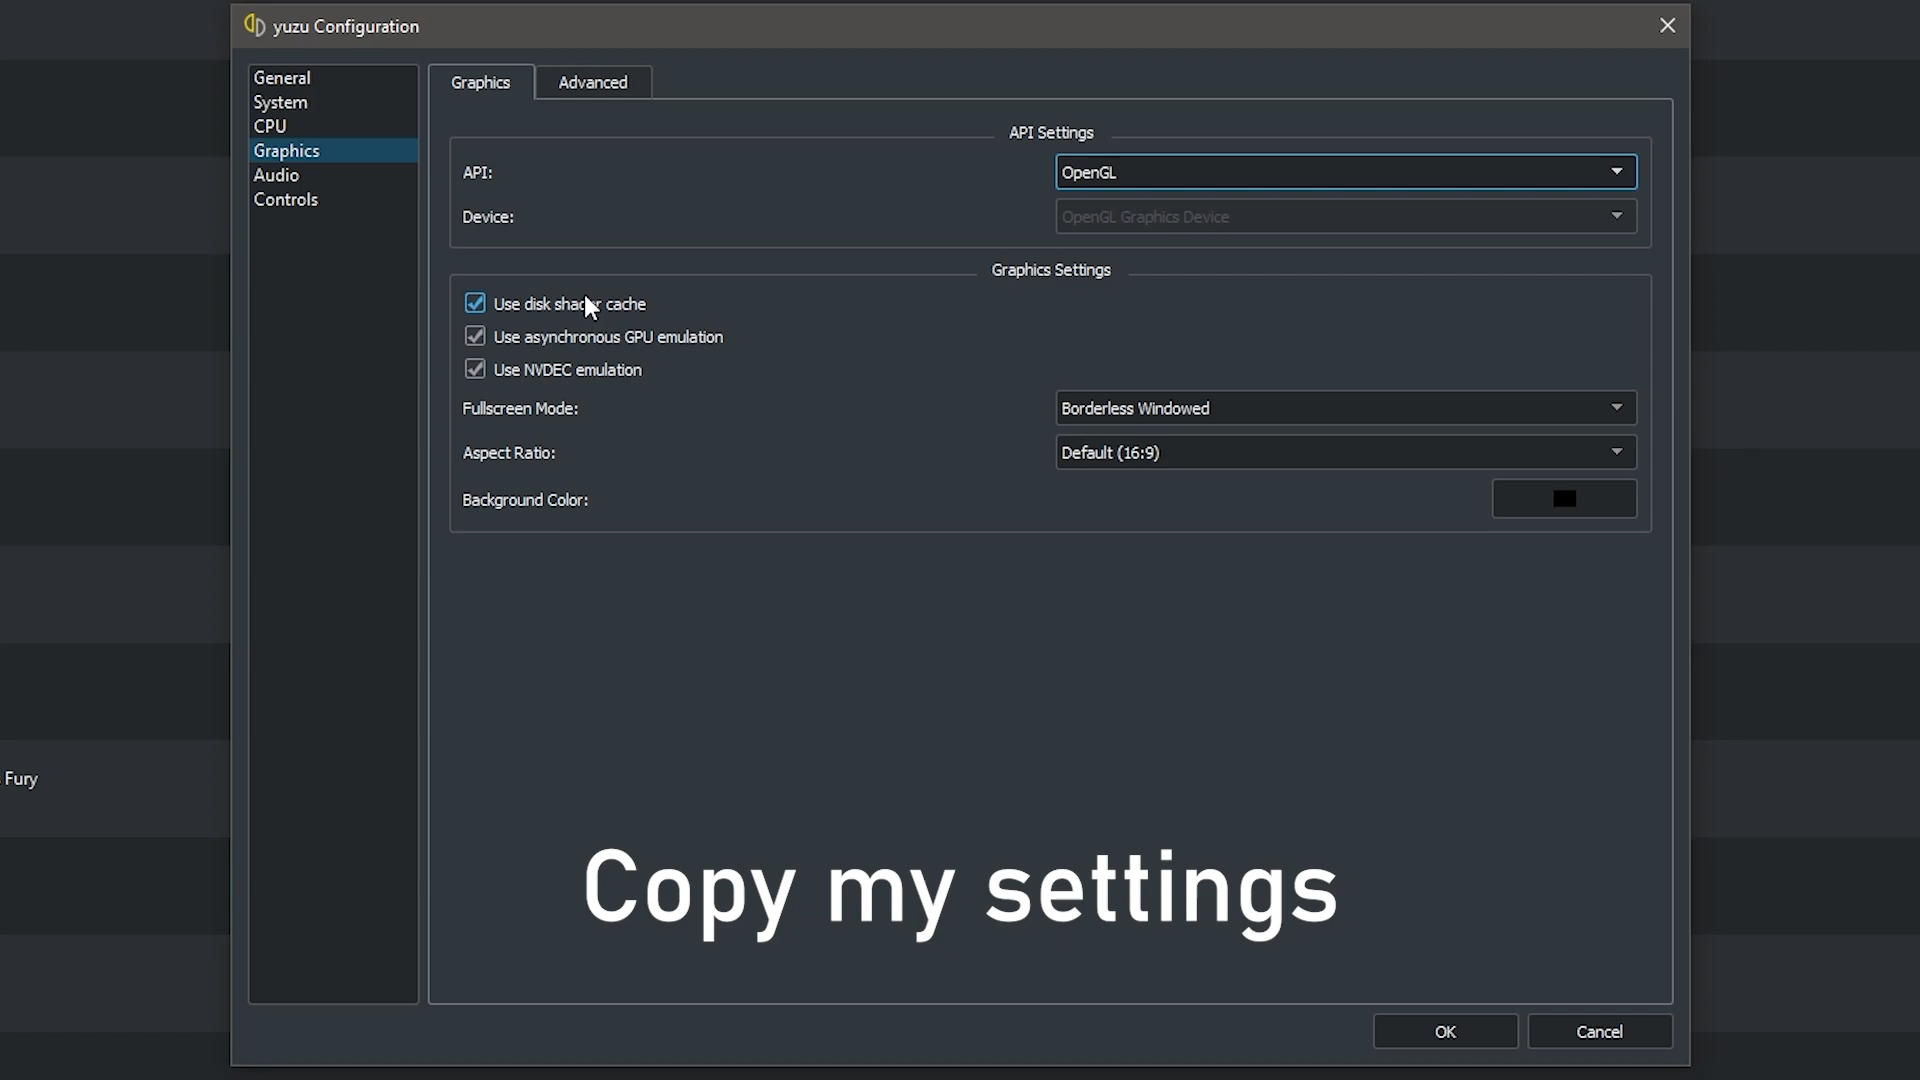 yuzu Configuration
General
System
CPU
Graphics
Audio
Controls
Graphics
Advanced
API Settings
API:
OpenGL
Device:
OpenGL Graphics Device
Graphics Settings
Use disk shader cache
Use asynchronous GPU emulation
Use NVDEC emulation
Fullscreen Mode:
Borderless Windowed
Aspect Ratio:
Default (16:9)
Background Color:
Fury
Copy my settings
OK
Cancel